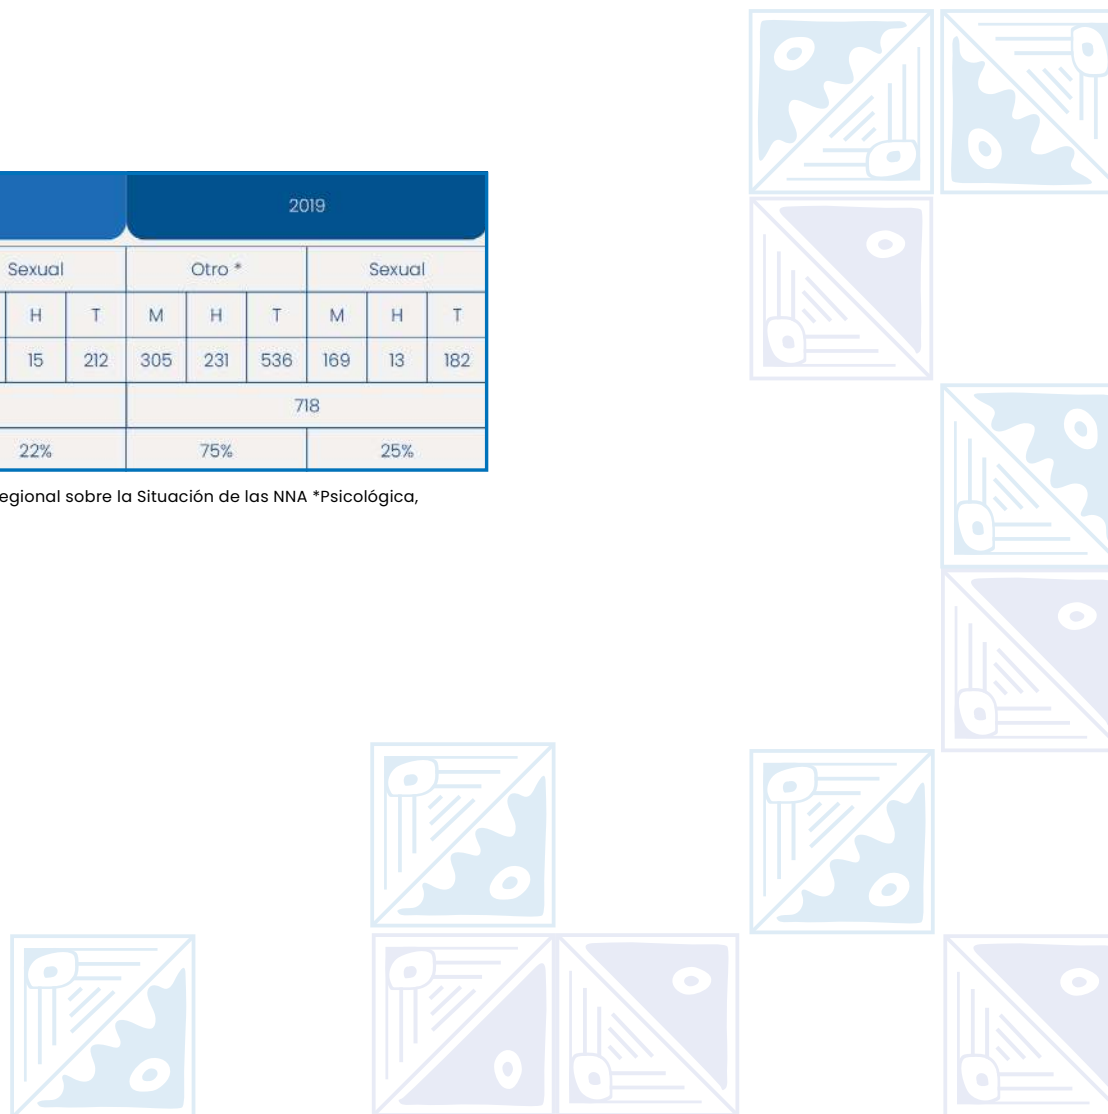 2019
Sexual Otro * Sexual
H T M H T M H T
15 212 305 231 536 169 13 182
718
22% 75% 25%
egional sobre la Situación de las NNA *Psicológica,